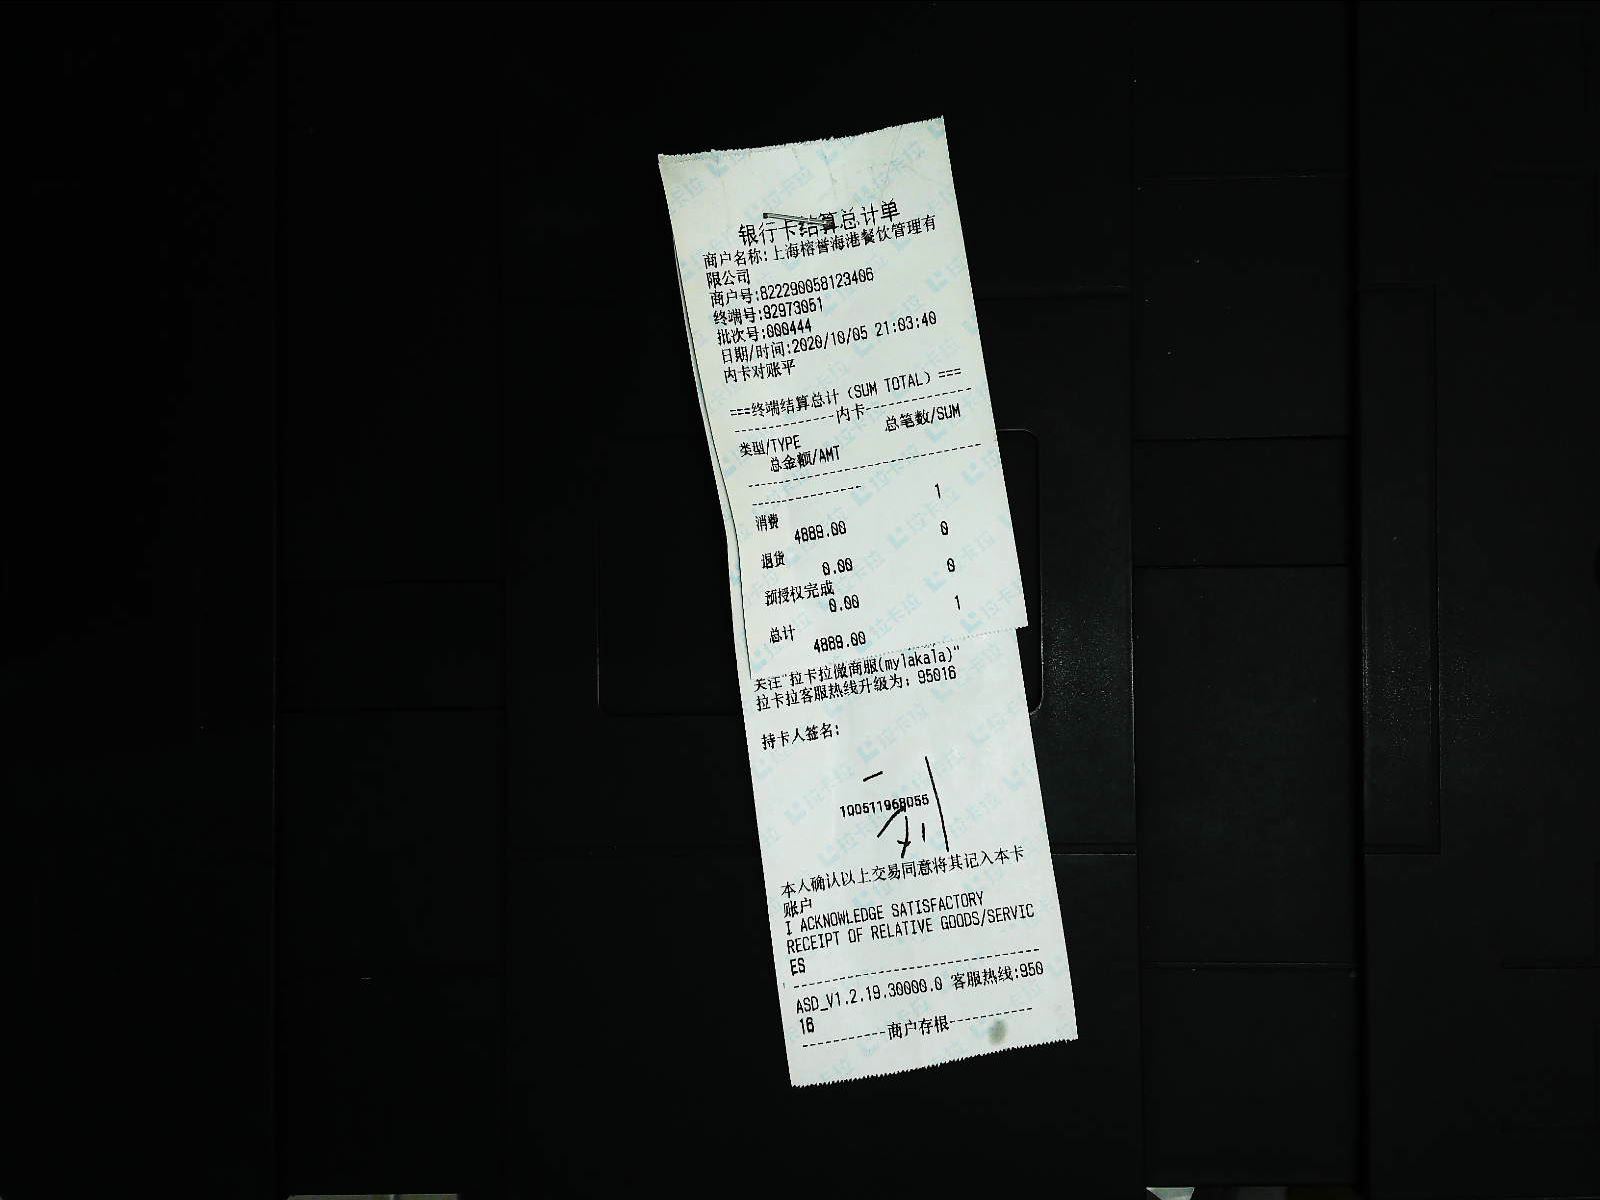 银行卡结算总计单
商户名称:上海榕誉海港餐饮管理有
限公司
商户号:822290058123406
终端号:92973051
批次号:000444
日期/时间:2020/10/05 21:03:40
内卡对账平
===终端结算总计（SUM TOTAL）===
------------内卡------------
类型/TYPE 总笔数/SUM
总金额/AMT
消费 1
4889.00
退货 0
0.00
预授权完成 0
0.00
总计 1
4889.00
关注"拉卡拉微商服(mylakala)"
拉卡拉客服热线升级为: 95016
持卡人签名:
100511968055
本人确认以上交易同意将其记入本卡
账户
I ACKNOWLEDGE SATISFACTORY
RECEIPT OF RELATIVE GOODS/SERVIC
ES
ASD_V1.2.19.30000.0 客服热线:950
16
----------商户存根----------